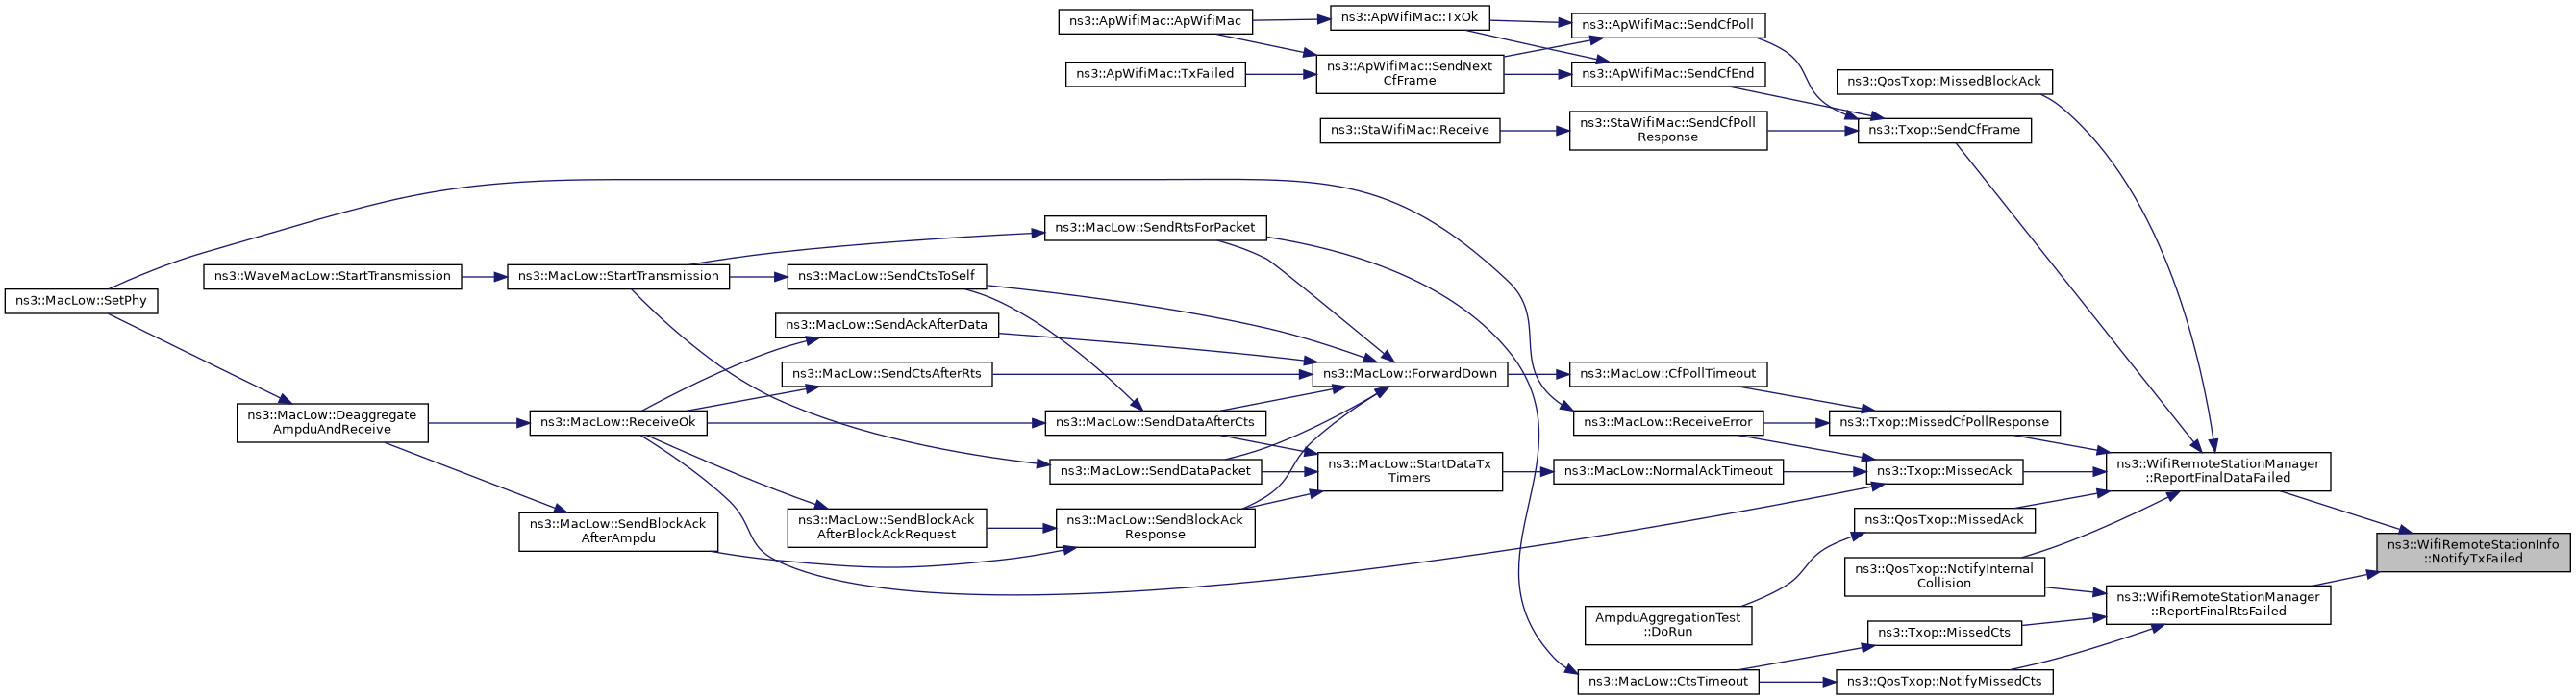 ns3::ApWifiMac::ApWifiMac
ns3::ApWifiMac::TxOk
ns3::ApWifiMac::SendCfPoll
ns3::ApWifiMac::TxFailed
ns3::ApWifiMac::SendNext
CfFrame
ns3::ApWifiMac::SendCfEnd
ns3::QosTxop::MissedBlockAck
ns3::StaWifiMac::Receive
ns3::StaWifiMac::SendCfPoll
Response
ns3::Txop::SendCfFrame
ns3::MacLow::SendRtsForPacket
ns3::WaveMacLow::StartTransmission
ns3::MacLow::StartTransmission
ns3::MacLow::SendCtsToSelf
ns3::MacLow::SetPhy
ns3::MacLow::SendAckAfterData
ns3::MacLow::SendCtsAfterRts
ns3::MacLow::ForwardDown
ns3::MacLow::CfPollTimeout
ns3::MacLow::Deaggregate
AmpduAndReceive
ns3::MacLow::ReceiveOk
ns3::MacLow::SendDataAfterCts
ns3::MacLow::ReceiveError
ns3::Txop::MissedCfPollResponse
ns3::MacLow::SendDataPacket
ns3::MacLow::StartDataTx
Timers
ns3::MacLow::NormalAckTimeout
ns3::Txop::MissedAck
ns3::WifiRemoteStationManager
::ReportFinalDataFailed
ns3::MacLow::SendBlockAck
AfterAmpdu
ns3::MacLow::SendBlockAck
AfterBlockAckRequest
ns3::MacLow::SendBlockAck
Response
ns3::QosTxop::MissedAck
ns3::WifiRemoteStationInfo
::NotifyTxFailed
ns3::QosTxop::NotifyInternal
Collision
ns3::WifiRemoteStationManager
::ReportFinalRtsFailed
AmpduAggregationTest
::DoRun
ns3::Txop::MissedCts
ns3::MacLow::CtsTimeout
ns3::QosTxop::NotifyMissedCts